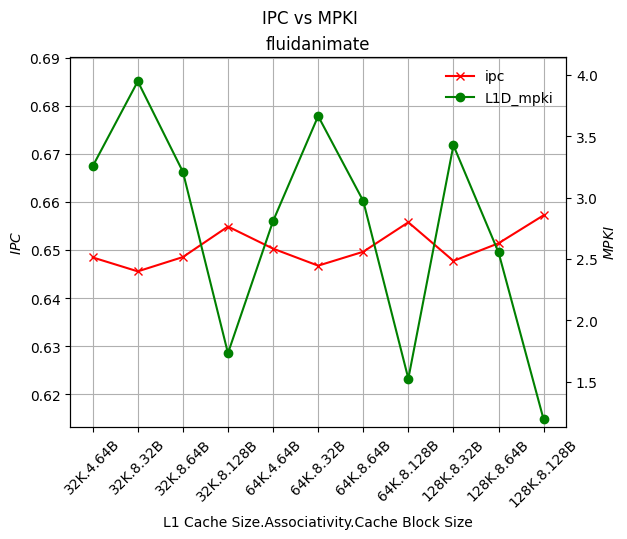 IPC vs MPKI
fluidanimate
ipc
L1D_mpki
0.69
0.68
0.67
0.66
0.65
0.64
0.63
0.62
IPC
4.0
3.5
3.0
2.5
2.0
1.5
MPKI
32K.4.64B
32K.8.32B
32K.8.64B
32K.8.128B
64K.4.64B
64K.8.32B
64K.8.64B
64K.8.128B
128K.8.32B
128K.8.64B
128K.8.128B
L1 Cache Size.Associativity.Cache Block Size